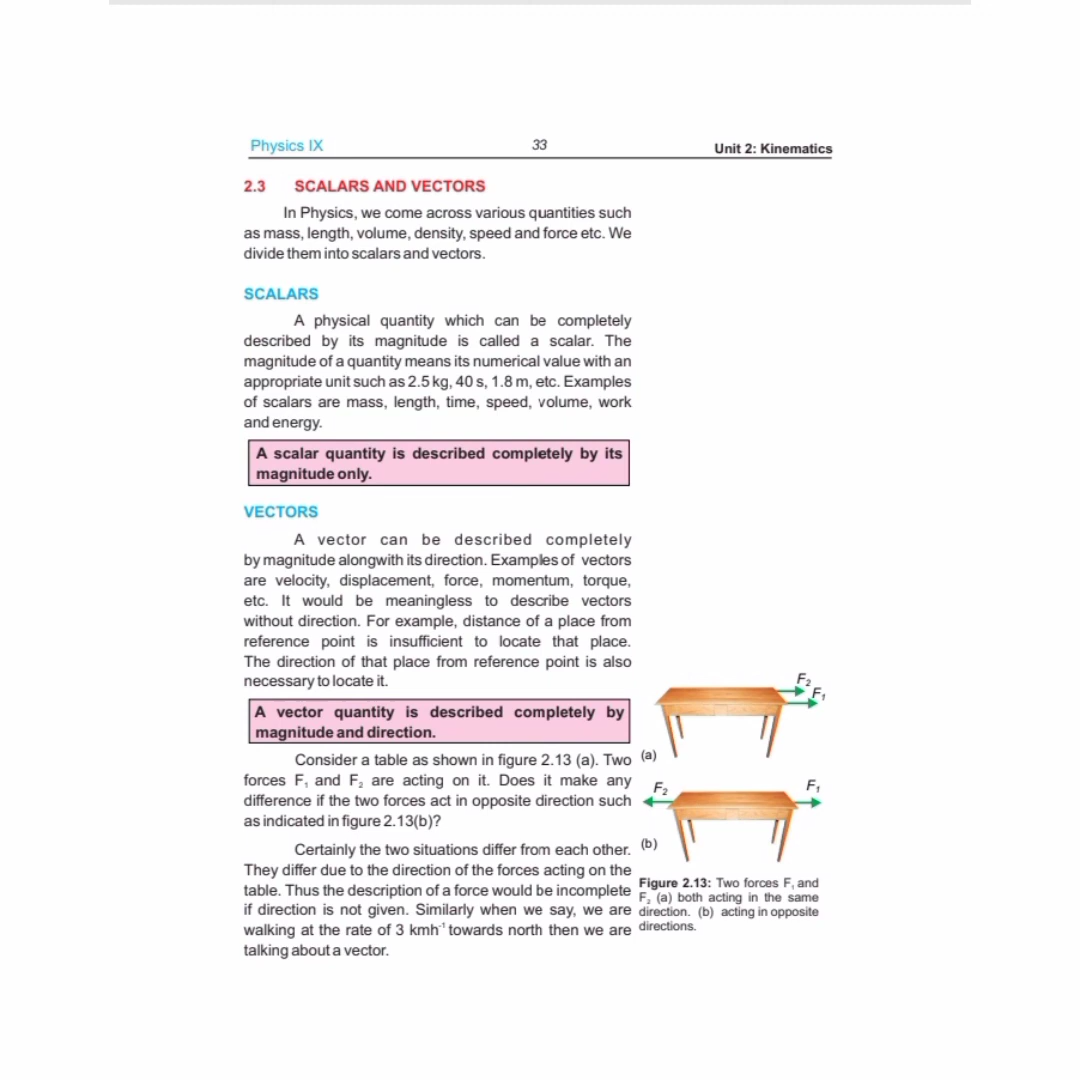 Physics IX 33 Unit 2: Kinematics
2.3 SCALARS AND VECTORS
In Physics, we come across various quantities such
as mass, length, volume, density, speed and force etc. We
divide them into scalars and vectors.
SCALARS
A physical quantity which can be completely
described by its magnitude is called a scalar. The
magnitude of a quantity means its numerical value with an
appropriate unit such as 2.5 kg, 40 s, 1.8 m, etc. Examples
of scalars are mass, length, time, speed, volume, work
and energy.
A scalar quantity is described completely by its
magnitude only.
VECTORS
A vector can be described completely
by magnitude alongwith its direction. Examples of vectors
are velocity, displacement, force, momentum, torque,
etc. It would be meaningless to describe vectors
without direction. For example, distance of a place from
reference point is insufficient to locate that place.
The direction of that place from reference point is also
necessary to locate it.
A vector quantity is described completely by
magnitude and direction.
Consider a table as shown in figure 2.13 (a). Two
forces F₁ and F₂ are acting on it. Does it make any
difference if the two forces act in opposite direction such
as indicated in figure 2.13(b)?
Certainly the two situations differ from each other.
They differ due to the direction of the forces acting on the
table. Thus the description of a force would be incomplete
if direction is not given. Similarly when we say, we are
walking at the rate of 3 kmh⁻¹ towards north then we are
talking about a vector.
F₂
F₁
(a)
F₂
F₁
(b)
Figure 2.13: Two forces F₁ and
F₂ (a) both acting in the same
direction. (b) acting in opposite
directions.